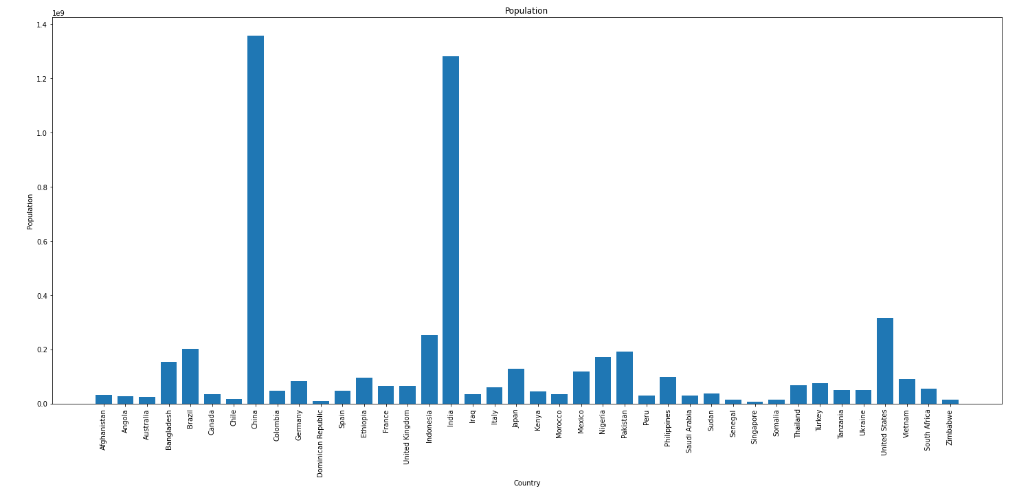 Population
1e9
1.4
1.2
1.0
0.8
0.6
0.4
0.2
0.0
Population
Afghanistan
Angola
Australia
Bangladesh
Brazil
Canada
Chile
China
Colombia
Germany
Dominican Republic
Spain
Ethiopia
France
United Kingdom
Indonesia
India
Iraq
Italy
Japan
Kenya
Morocco
Mexico
Nigeria
Pakistan
Peru
Philippines
Saudi Arabia
Sudan
Senegal
Singapore
Somalia
Thailand
Turkey
Tanzania
Ukraine
United States
Vietnam
South Africa
Zimbabwe
Country